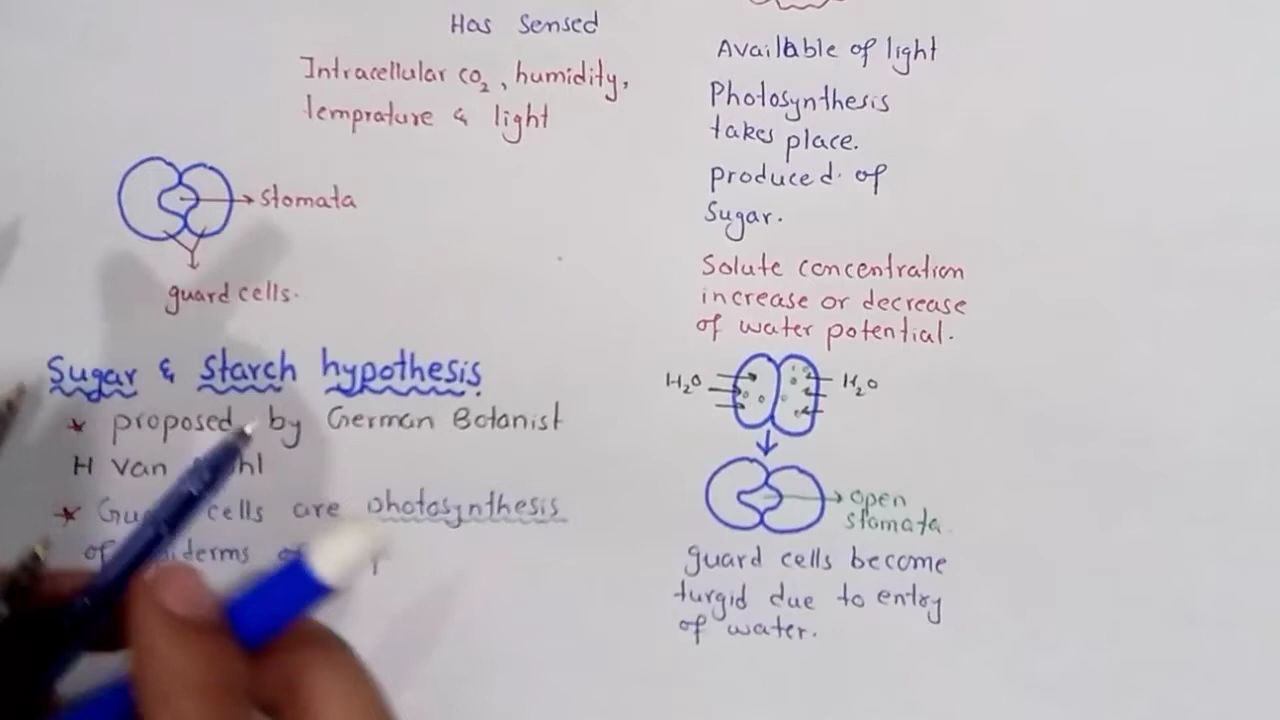 Has Sensed
Intracellular CO2, humidity,
temprature & light
stomata
guard cells.
Sugar & Starch hypothesis
* proposed by German Botanist
H Van
* cells are photosynthesis
of
Available of light
Photosynthesis
takes place.
produced of
Sugar.
Solute concentration
increase or decrease
of water potential.
H2O H2O
open
stomata
guard cells become
turgid due to entry
of water.